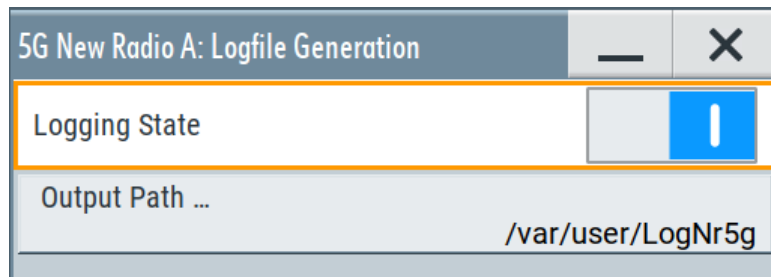 5G New Radio A: Logfile Generation
Logging State
Output Path ...
/var/user/LogNr5g